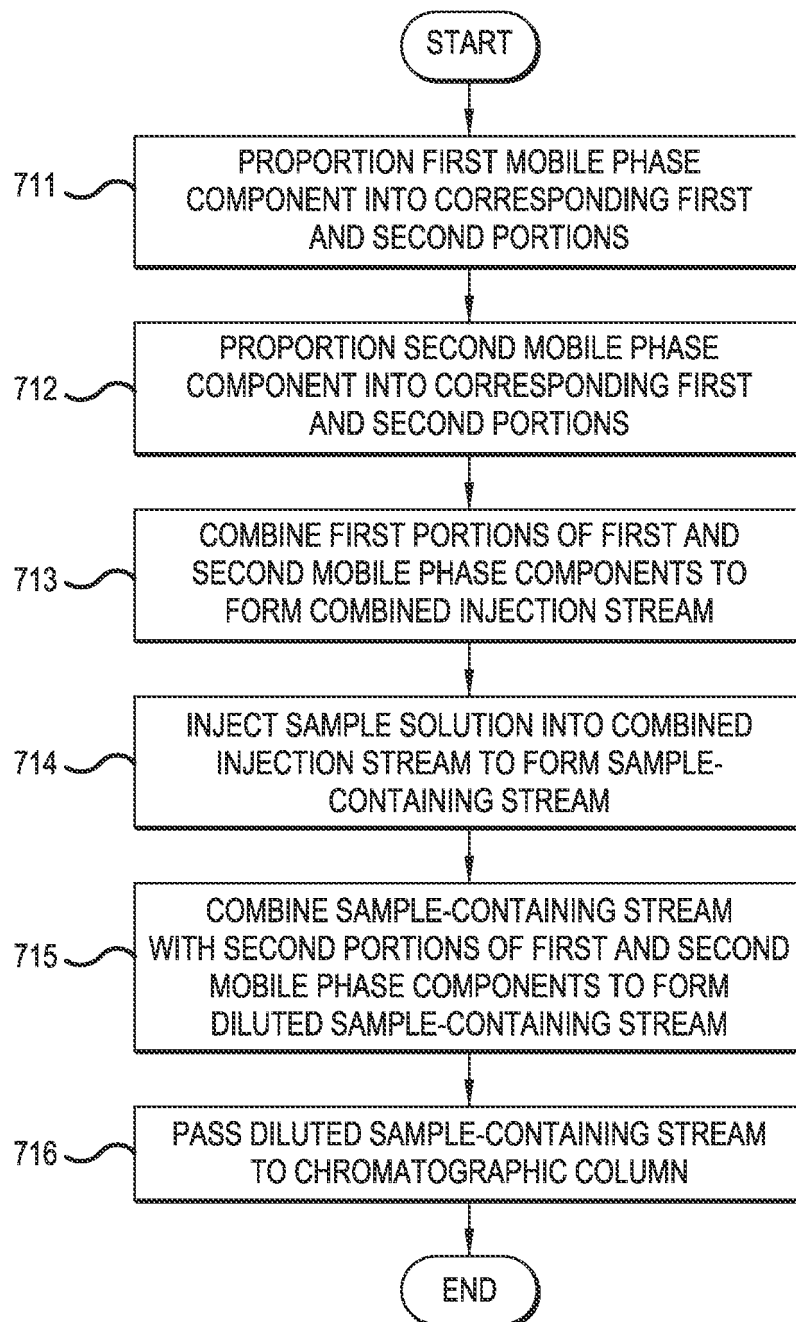 START
711
PROPORTION FIRST MOBILE PHASE
COMPONENT INTO CORRESPONDING FIRST
AND SECOND PORTIONS
712
PROPORTION SECOND MOBILE PHASE
COMPONENT INTO CORRESPONDING FIRST
AND SECOND PORTIONS
713
COMBINE FIRST PORTIONS OF FIRST AND
SECOND MOBILE PHASE COMPONENTS TO
FORM COMBINED INJECTION STREAM
714
INJECT SAMPLE SOLUTION INTO COMBINED
INJECTION STREAM TO FORM SAMPLE-
CONTAINING STREAM
715
COMBINE SAMPLE-CONTAINING STREAM
WITH SECOND PORTIONS OF FIRST AND SECOND
MOBILE PHASE COMPONENTS TO FORM
DILUTED SAMPLE-CONTAINING STREAM
716
PASS DILUTED SAMPLE-CONTAINING STREAM
TO CHROMATOGRAPHIC COLUMN
END